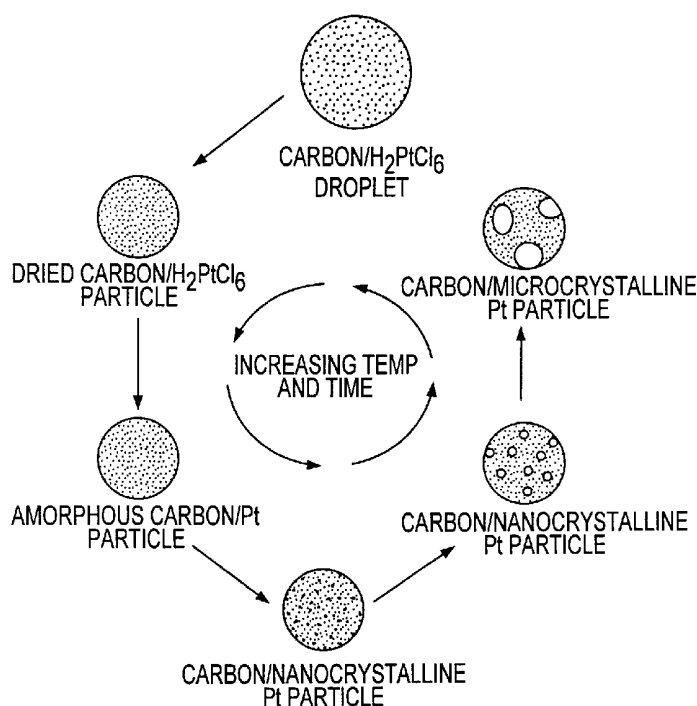 CARBON/H₂PtCl₆
DROPLET
DRIED CARBON/H₂PtCl₆
PARTICLE
AMORPHOUS CARBON/Pt
PARTICLE
CARBON/NANOCRYSTALLINE
Pt PARTICLE
CARBON/NANOCRYSTALLINE
Pt PARTICLE
CARBON/MICROCRYSTALLINE
Pt PARTICLE
INCREASING TEMP
AND TIME